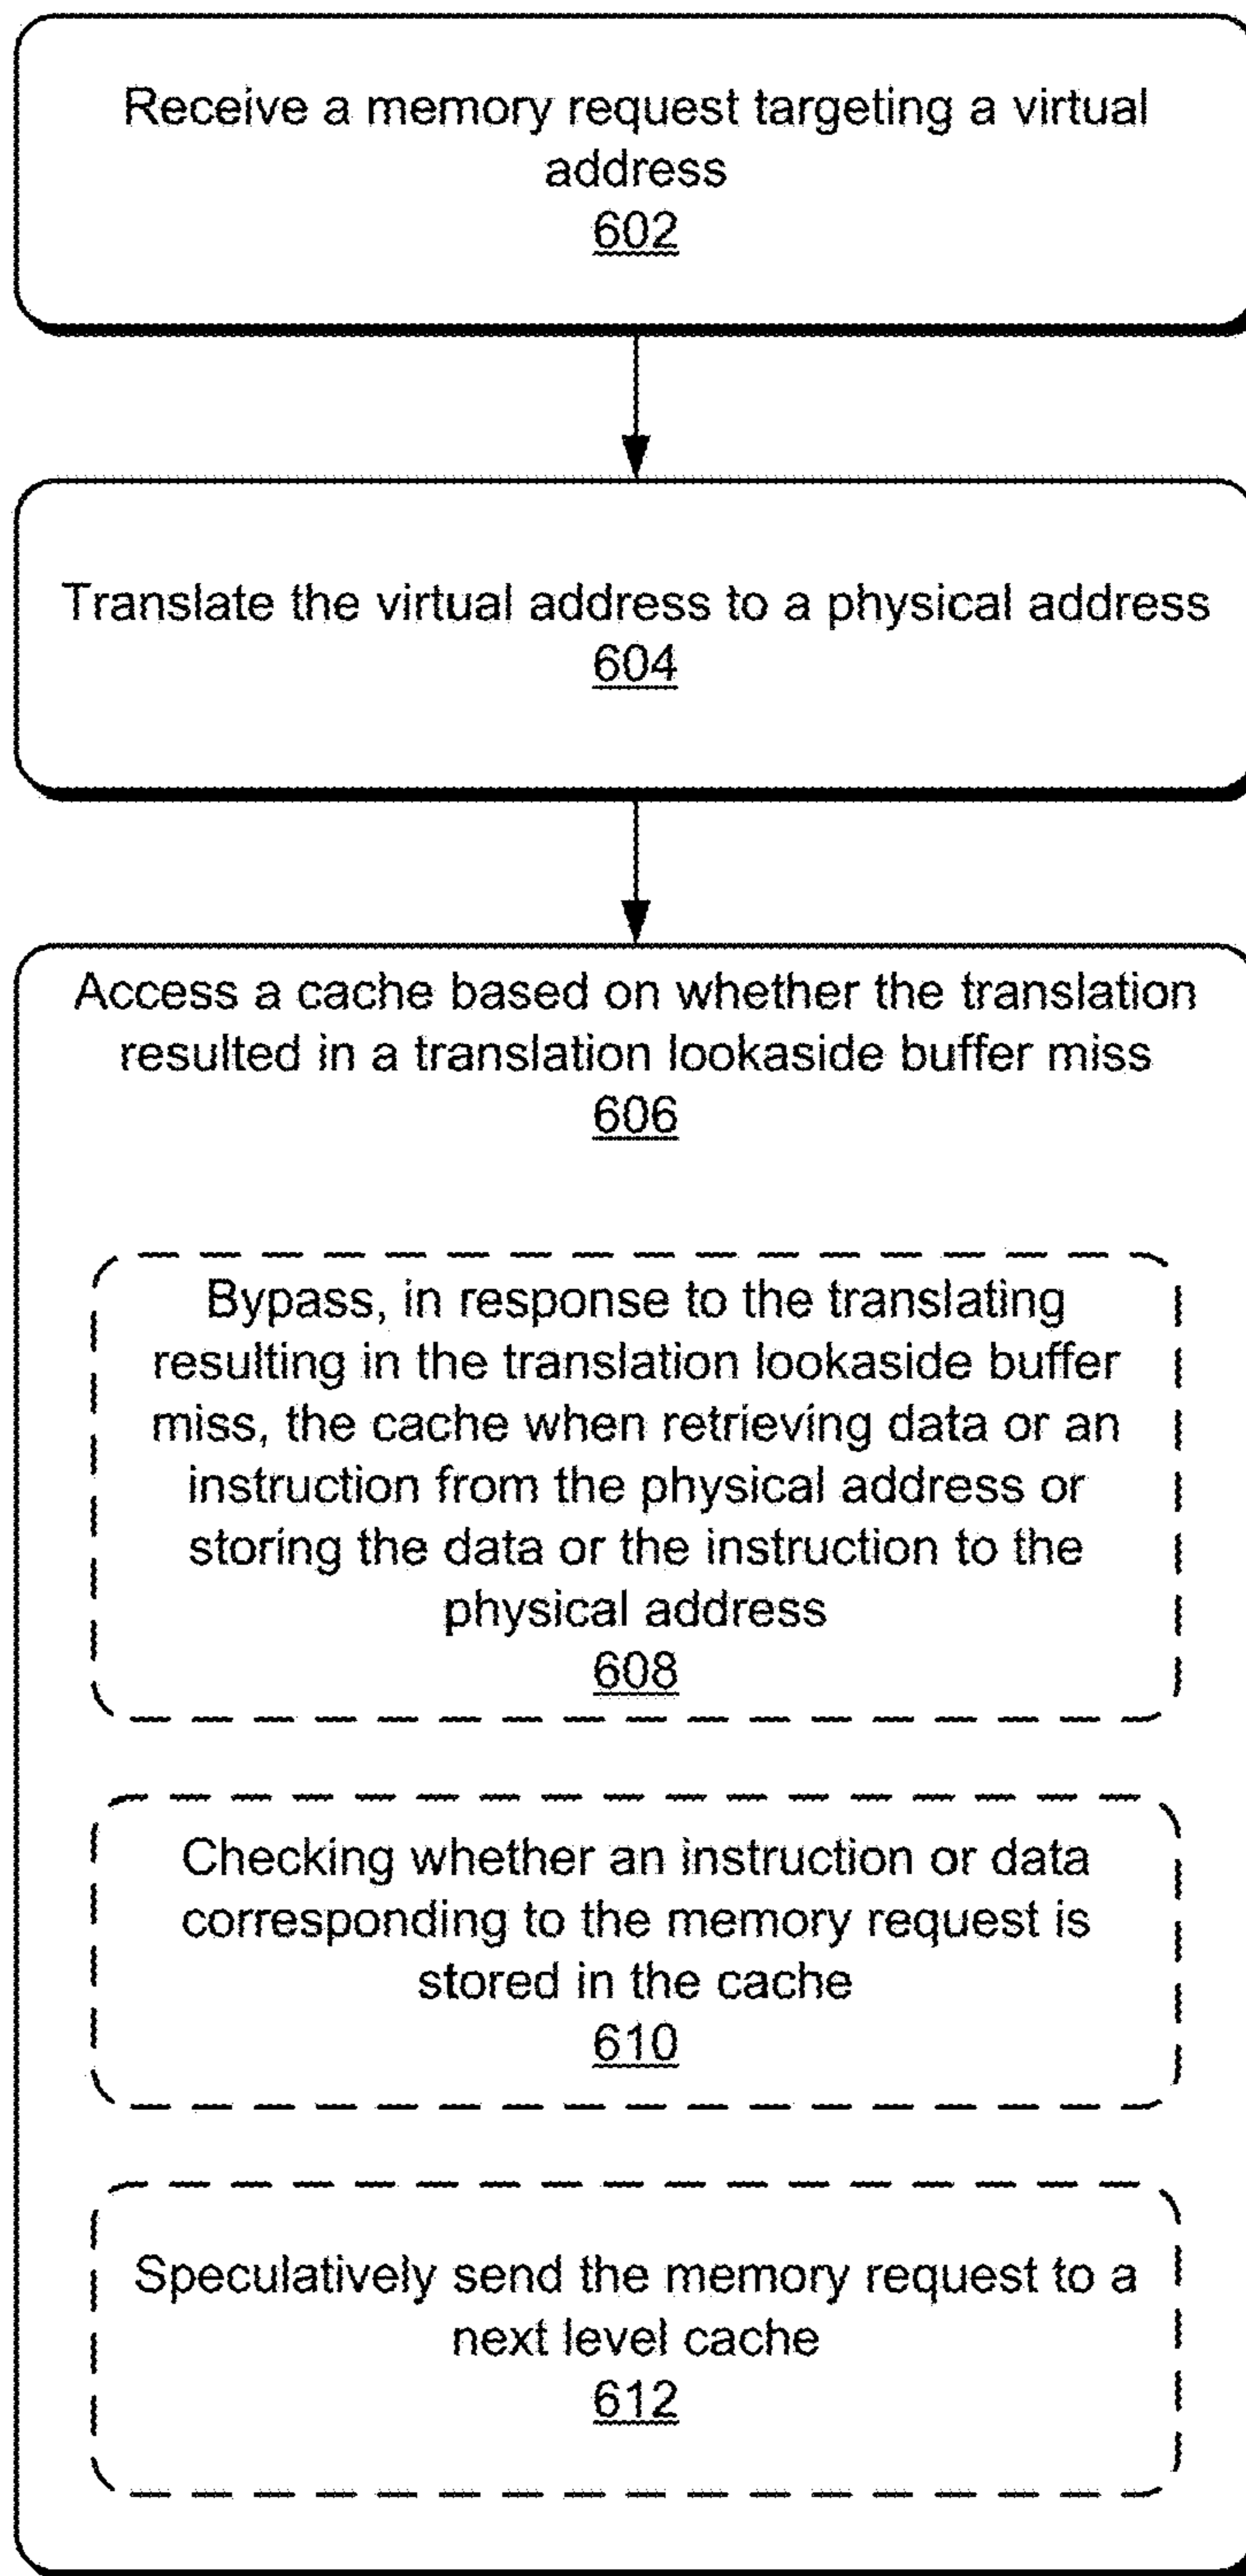 Receive a memory request targeting a virtual
address
602
Translate the virtual address to a physical address
604
Access a cache based on whether the translation
resulted in a translation lookaside buffer miss
606
Bypass, in response to the translating
resulting in the translation lookaside buffer
miss, the cache when retrieving data or an
instruction from the physical address or
storing the data or the instruction to the
physical address
608
Checking whether an instruction or data
corresponding to the memory request is
stored in the cache
610
Speculatively send the memory request to a
next level cache
612